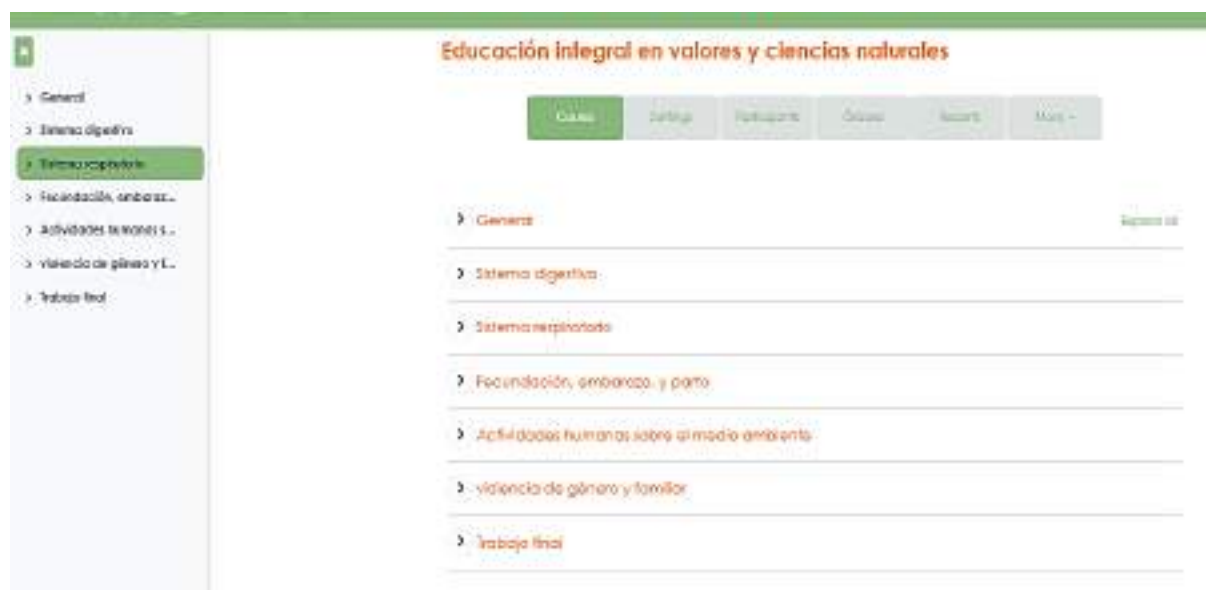 Educación integral en valores y ciencias naturales
Course
Settings
Participants
Grades
Reports
More
General
Sistema digestivo
Sistema respiratorio
Fecundación, embaraz...
Actividades humanas s...
violencia de género y f...
Trabajo final
General
Expand all
Sistema digestivo
Sistema respiratorio
Fecundación, embarazo, y parto
Actividades humanas sobre el medio ambiente
violencia de género y familiar
Trabajo final